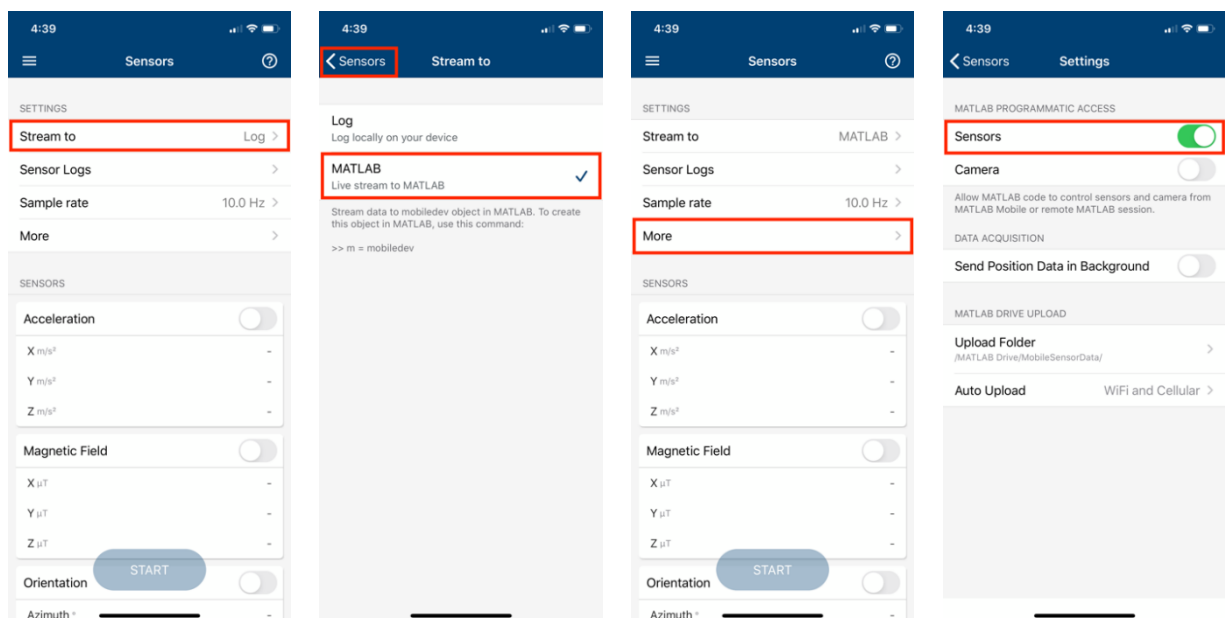 4:39
Sensors
SETTINGS
Stream to Log
Sensor Logs
Sample rate 10.0 Hz
More
SENSORS
Acceleration
X m/s²
-
Y m/s²
-
Z m/s²
-
Magnetic Field
X μT
-
Y μT
-
Z μT
-
START
Orientation
Azimuth °
-
4:39
Sensors Stream to
Log
Log locally on your device
MATLAB
Live stream to MATLAB
Stream data to mobiledev object in MATLAB. To create
this object in MATLAB, use this command:
>> m = mobiledev
4:39
Sensors
SETTINGS
Stream to MATLAB
Sensor Logs
Sample rate 10.0 Hz
More
SENSORS
Acceleration
X m/s²
-
Y m/s²
-
Z m/s²
-
Magnetic Field
X μT
-
Y μT
-
Z μT
-
START
Orientation
Azimuth °
-
4:39
Sensors Settings
MATLAB PROGRAMMATIC ACCESS
Sensors
Camera
Allow MATLAB code to control sensors and camera from
MATLAB Mobile or remote MATLAB session.
DATA ACQUISITION
Send Position Data in Background
MATLAB DRIVE UPLOAD
Upload Folder
/MATLAB Drive/MobileSensorData/
Auto Upload WiFi and Cellular